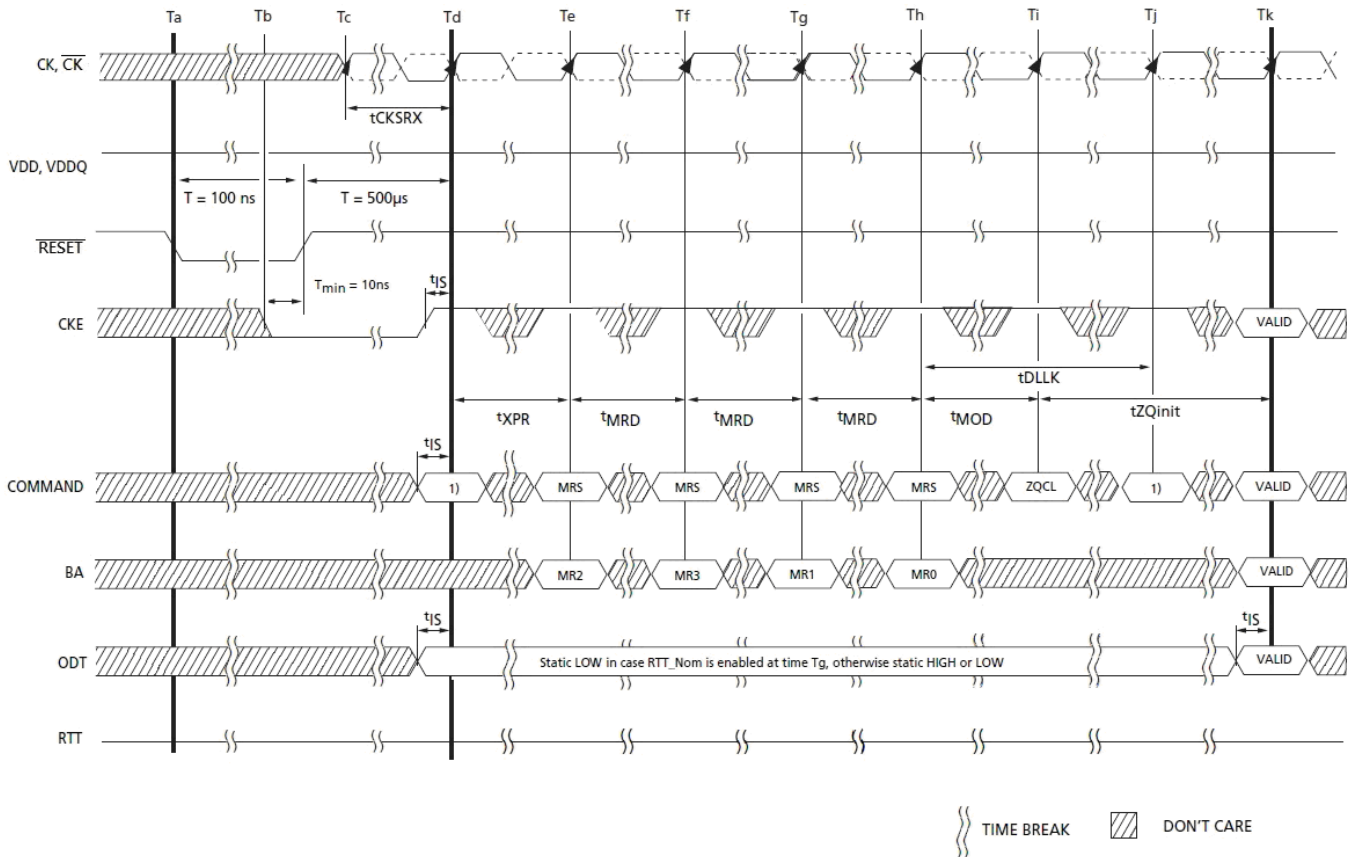 Ta Tb Tc Td Te Tf Tg Th Ti Tj Tk
CK, CK
tCKSRX
VDD, VDDQ
T = 100 ns T = 500µs
RESET
Tmin = 10ns tIS
CKE VALID
tDLLK
tXPR tMRD tMRD tMRD tMOD tZQinit
tIS
COMMAND 1) MRS MRS MRS MRS ZQCL 1) VALID
BA MR2 MR3 MR1 MR0 VALID
tIS tIS
ODT Static LOW in case RTT_Nom is enabled at time Tg, otherwise static HIGH or LOW VALID
RTT
TIME BREAK DON'T CARE